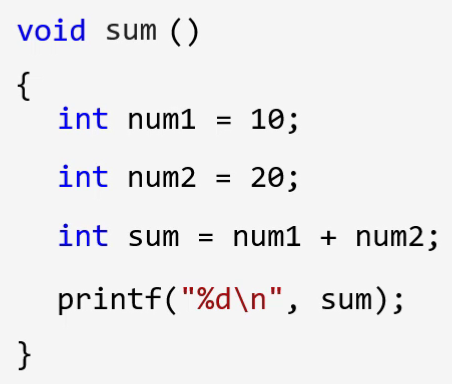 void sum ()
{
int num1 = 10;
int num2 = 20;
int sum = num1 + num2;
printf("%d\n", sum);
}